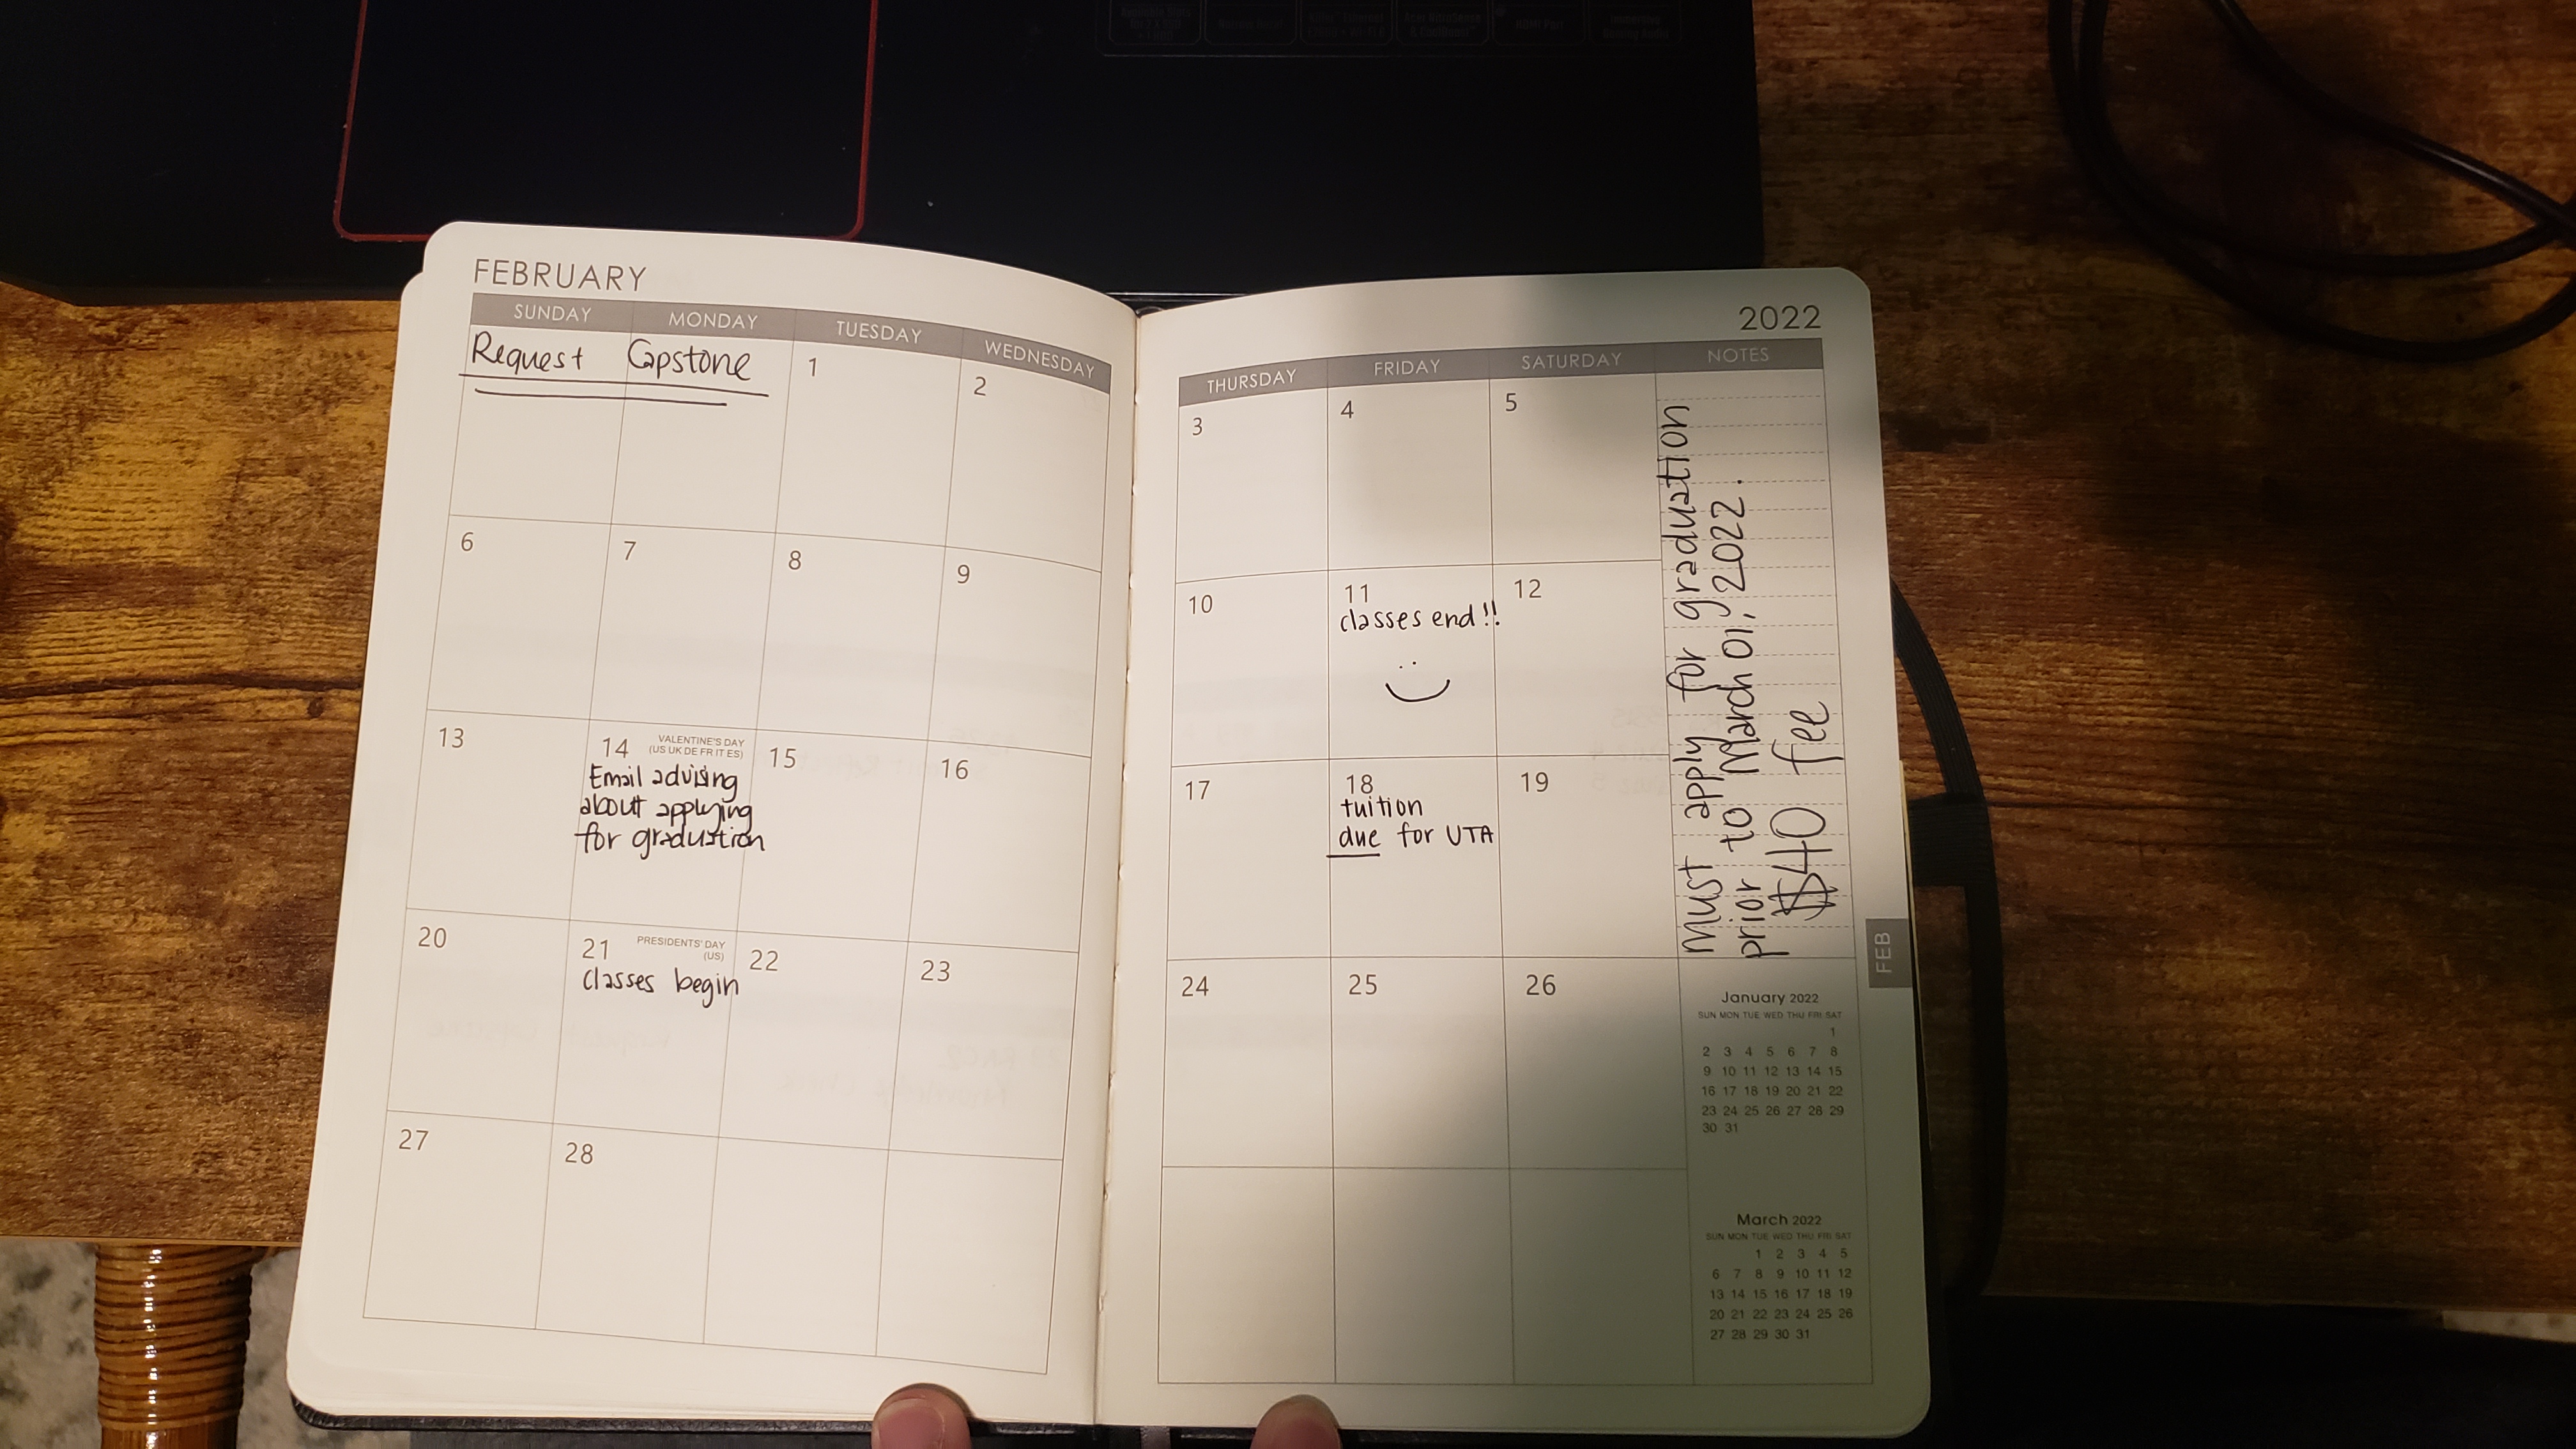 FEBRUARY
SUNDAY MONDAY TUESDAY WEDNESDAY
Request Capstone
1
2
6
7
8
9
13
14 VALENTINE'S DAY
(US UK DE FR IT ES)
Email advising
about applying
for graduation
15
16
20
21 PRESIDENTS' DAY
(US)
classes begin
22
23
27
28
2022
THURSDAY FRIDAY SATURDAY NOTES
3
4
5
10
11
classes end!!
12
17
18
tuition
due for UTA
19
24
25
26
must apply for graduation
prior to March 01, 2022.
$40 fee
FEB
January 2022
SUN MON TUE WED THU FRI SAT
1
2 3 4 5 6 7 8
9 10 11 12 13 14 15
16 17 18 19 20 21 22
23 24 25 26 27 28 29
30 31
March 2022
SUN MON TUE WED THU FRI SAT
1 2 3 4 5
6 7 8 9 10 11 12
13 14 15 16 17 18 19
20 21 22 23 24 25 26
27 28 29 30 31
HDMI Port